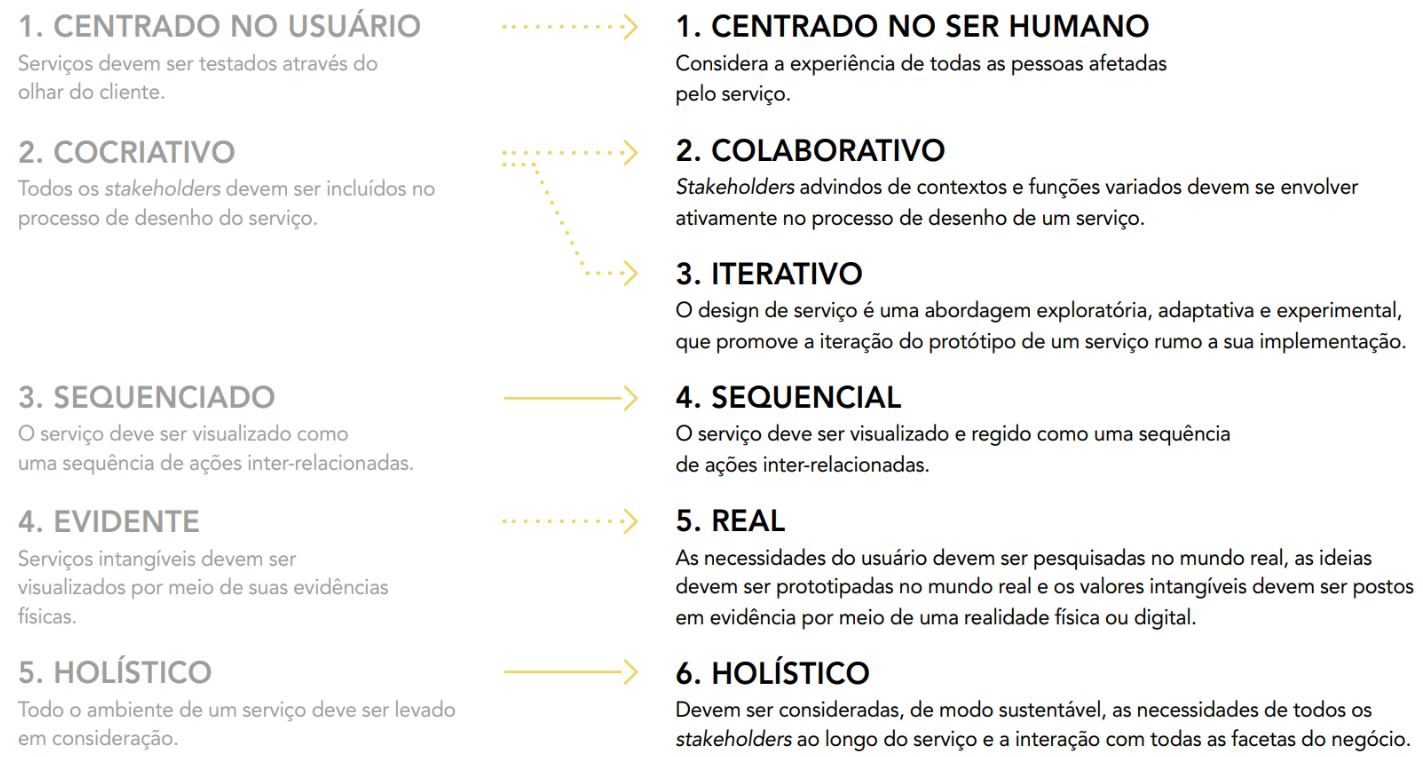 1. CENTRADO NO USUÁRIO
Serviços devem ser testados através do
olhar do cliente.
1. CENTRADO NO SER HUMANO
Considera a experiência de todas as pessoas afetadas
pelo serviço.
2. COCRIATIVO
Todos os stakeholders devem ser incluídos no
processo de desenho do serviço.
2. COLABORATIVO
Stakeholders advindos de contextos e funções variados devem se envolver
ativamente no processo de desenho de um serviço.
3. ITERATIVO
O design de serviço é uma abordagem exploratória, adaptativa e experimental,
que promove a iteração do protótipo de um serviço rumo a sua implementação.
3. SEQUENCIADO
O serviço deve ser visualizado como
uma sequência de ações inter-relacionadas.
4. SEQUENCIAL
O serviço deve ser visualizado e regido como uma sequência
de ações inter-relacionadas.
4. EVIDENTE
Serviços intangíveis devem ser
visualizados por meio de suas evidências
físicas.
5. REAL
As necessidades do usuário devem ser pesquisadas no mundo real, as ideias
devem ser prototipadas no mundo real e os valores intangíveis devem ser postos
em evidência por meio de uma realidade física ou digital.
5. HOLÍSTICO
Todo o ambiente de um serviço deve ser levado
em consideração.
6. HOLÍSTICO
Devem ser consideradas, de modo sustentável, as necessidades de todos os
stakeholders ao longo do serviço e a interação com todas as facetas do negócio.